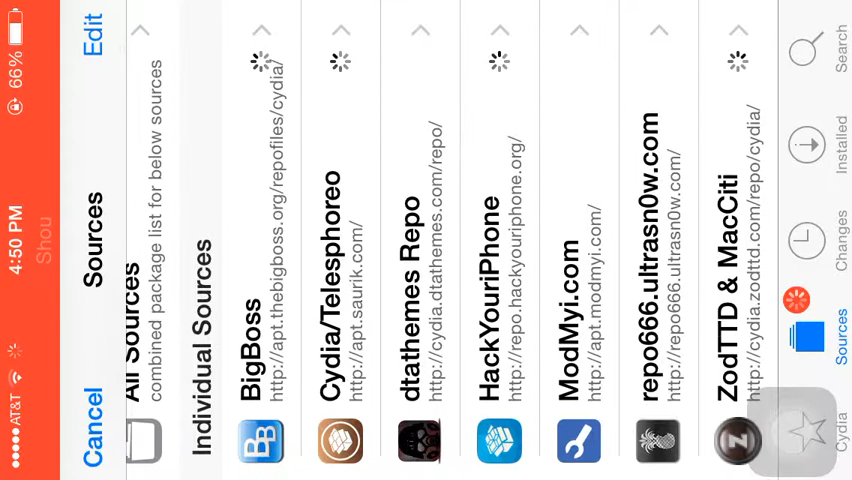 ●●●●● AT&T 4:50 PM 66%
Shou
Cancel Sources Edit
All Sources
combined package list for below sources
Individual Sources
BigBoss
http://apt.thebigboss.org/repofiles/cydia/
Cydia/Telesphoreo
http://apt.saurik.com/
dtathemes Repo
http://cydia.dtathemes.com/repo/
HackYouriPhone
http://repo.hackyouriphone.org/
ModMyi.com
http://apt.modmyi.com/
repo666.ultrasn0w.com
http://repo666.ultrasn0w.com/
ZodTTD & MacCiti
http://cydia.zodttd.com/repo/cydia/
Cydia Sources Changes Installed Search